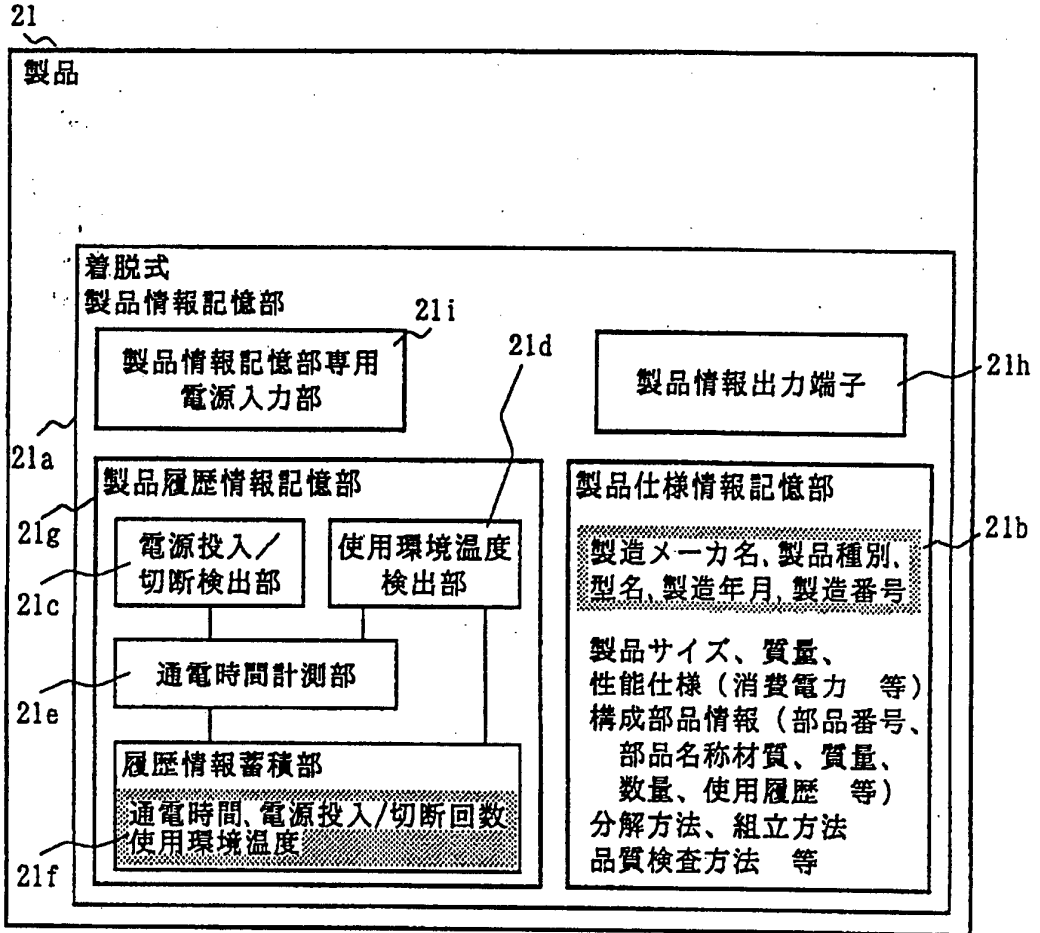 21
製品
着脱式
製品情報記憶部
21i
製品情報記憶部専用
電源入力部
21d
製品情報出力端子
21h
21a
製品履歴情報記憶部
21g
電源投入/
切断検出部
21c
使用環境温度
検出部
通電時間計測部
21e
履歴情報蓄積部
通電時間、電源投入/切断回数
使用環境温度
21f
製品仕様情報記憶部
21b
製造メーカ名、製品種別、
型名、製造年月、製造番号
製品サイズ、質量、
性能仕様(消費電力 等)
構成部品情報(部品番号、
部品名称材質、質量、
数量、使用履歴 等)
分解方法、組立方法
品質検査方法 等